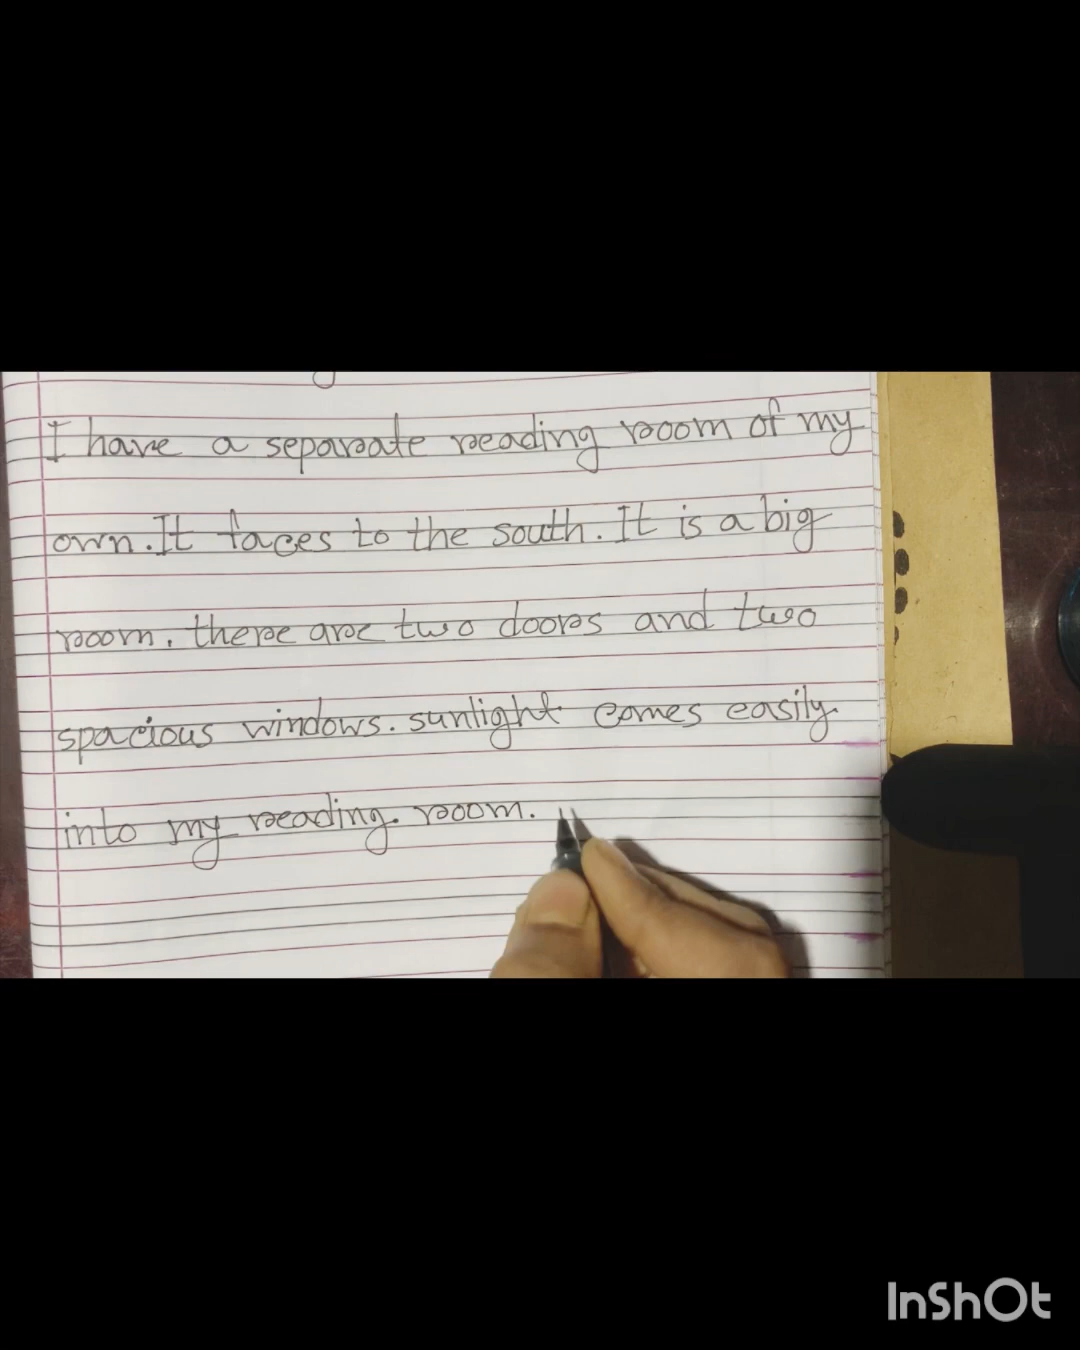 I have a separate reading room of my
own. It faces to the south. It is a big
room. there are two doors and two
spacious windows. sunlight comes easily.
into my reading. room.
InShOt